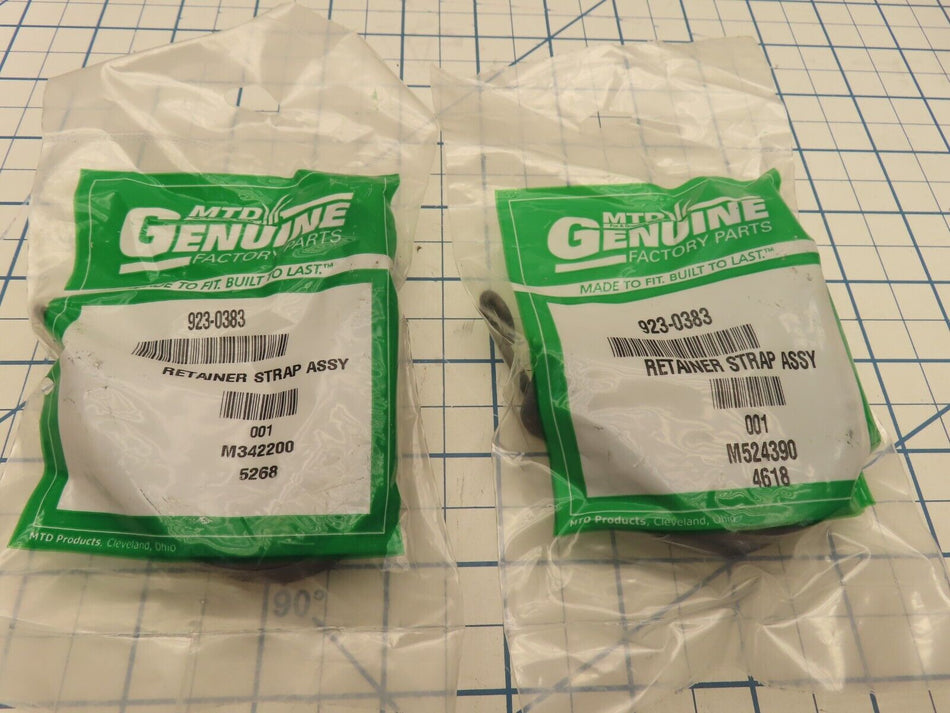 MTD
GENUINE
FACTORY PARTS
MADE TO FIT. BUILT TO LAST.™
923-0383
RETAINER STRAP ASSY
001
M342200
5268
MTD Products, Cleveland, Ohio
90°
MTD
GENUINE
FACTORY PARTS
MADE TO FIT. BUILT TO LAST.™
923-0383
RETAINER STRAP ASSY
001
M524390
4618
MTD Products, Cleveland, Ohio